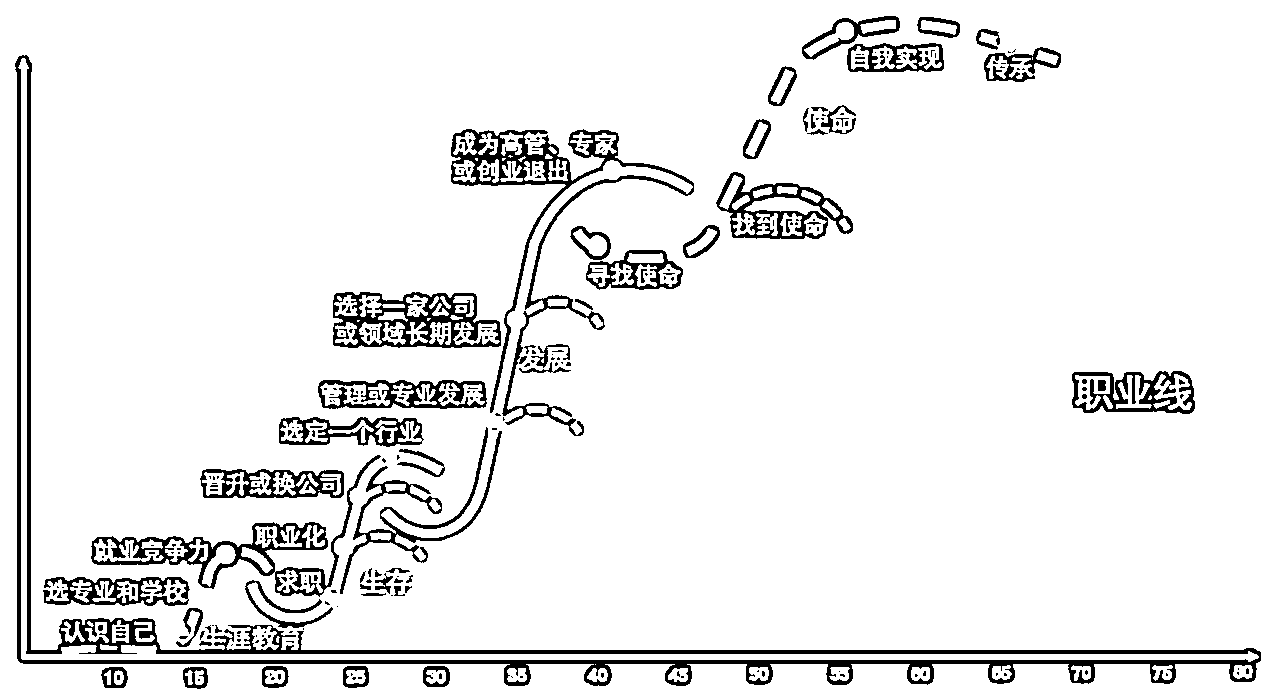 自我实现
传承
使命
成为高管、专家
或创业退出
找到使命
寻找使命
选择一家公司
或领域长期发展
发展
管理或专业发展
职业线
选定一个行业
晋升或换公司
职业化
就业竞争力
求职
生存
选专业和学校
认识自己
生涯教育
10 15 20 25 30 35 40 45 50 55 60 65 70 75 80